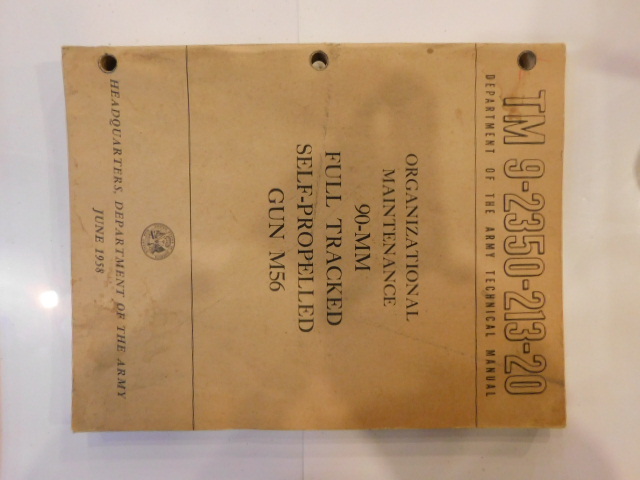 TM 9-2350-213-20
DEPARTMENT OF THE ARMY TECHNICAL MANUAL
ORGANIZATIONAL
MAINTENANCE
90-MM
FULL TRACKED
SELF-PROPELLED
GUN M56
HEADQUARTERS, DEPARTMENT OF THE ARMY
JUNE 1958